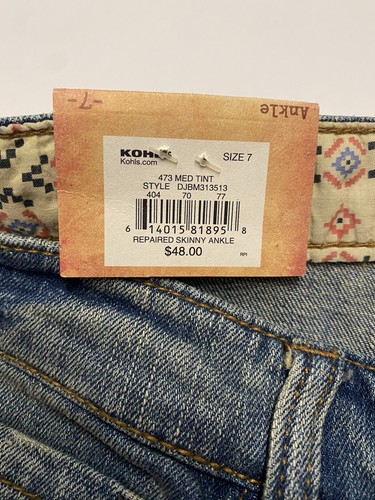 -7-
Ankle
KOHL'S
Kohls.com
SIZE 7
473 MED TINT
STYLE DJBM313513
404 70 77
6 14015 81895 8
REPAIRED SKINNY ANKLE
$48.00
RPI